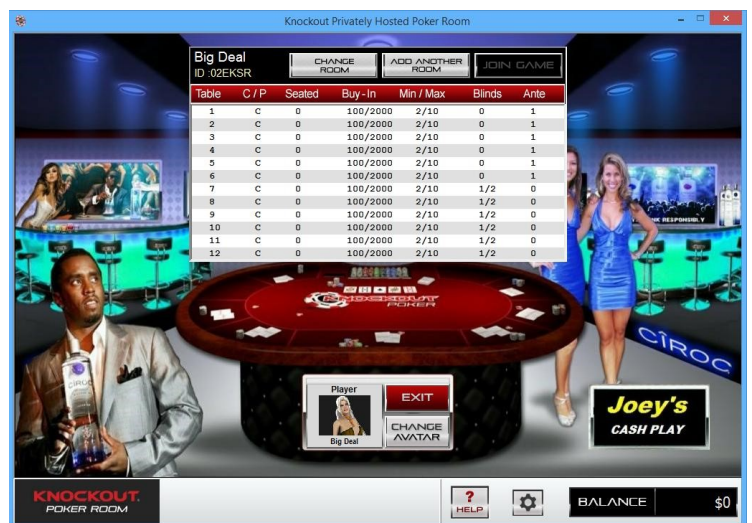 Knockout Privately Hosted Poker Room
Big Deal
ID :02EKSR
CHANGE ROOM
ADD ANOTHER ROOM
JOIN GAME
Table C / P Seated Buy-In Min / Max Blinds Ante
1 C 0 100/2000 2/10 0 1
2 C 0 100/2000 2/10 0 1
3 C 0 100/2000 2/10 0 1
4 C 0 100/2000 2/10 0 1
5 C 0 100/2000 2/10 0 1
6 C 0 100/2000 2/10 0 1
7 C 0 100/2000 2/10 1/2 0
8 C 0 100/2000 2/10 1/2 0
9 C 0 100/2000 2/10 1/2 0
10 C 0 100/2000 2/10 1/2 0
11 C 0 100/2000 2/10 1/2 0
12 C 0 100/2000 2/10 1/2 0
RESPONSIBLY
KNOCKOUT
POKER
CÎROC
CÎROC
Player
Big Deal
EXIT
CHANGE
AVATAR
Joey's
CASH PLAY
KNOCKOUT.
POKER ROOM
?
HELP
BALANCE $0